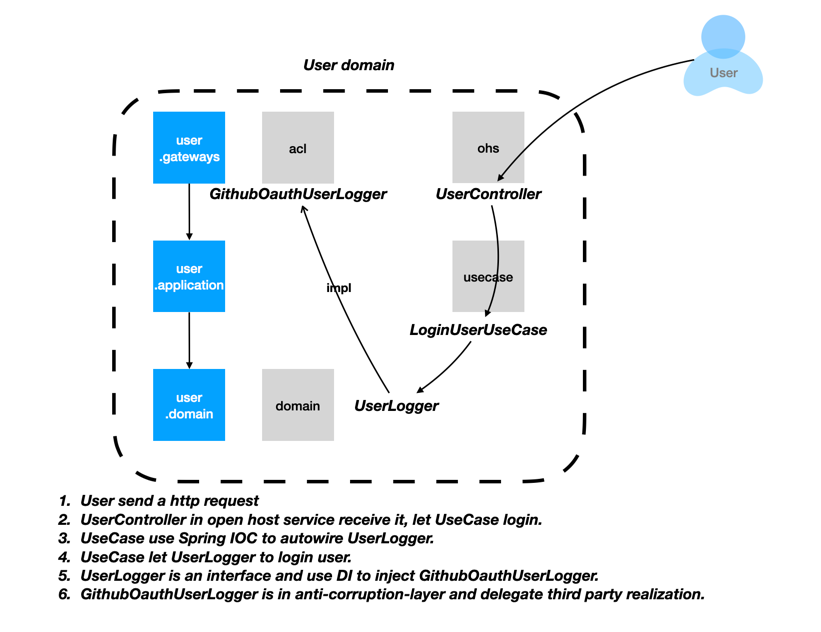 User domain
User
user
.gateways
acl
ohs
GithubOauthUserLogger
UserController
user
.application
impl
usecase
LoginUserUseCase
user
.domain
domain
UserLogger
1. User send a http request
2. UserController in open host service receive it, let UseCase login.
3. UseCase use Spring IOC to autowire UserLogger.
4. UseCase let UserLogger to login user.
5. UserLogger is an interface and use DI to inject GithubOauthUserLogger.
6. GithubOauthUserLogger is in anti-corruption-layer and delegate third party realization.